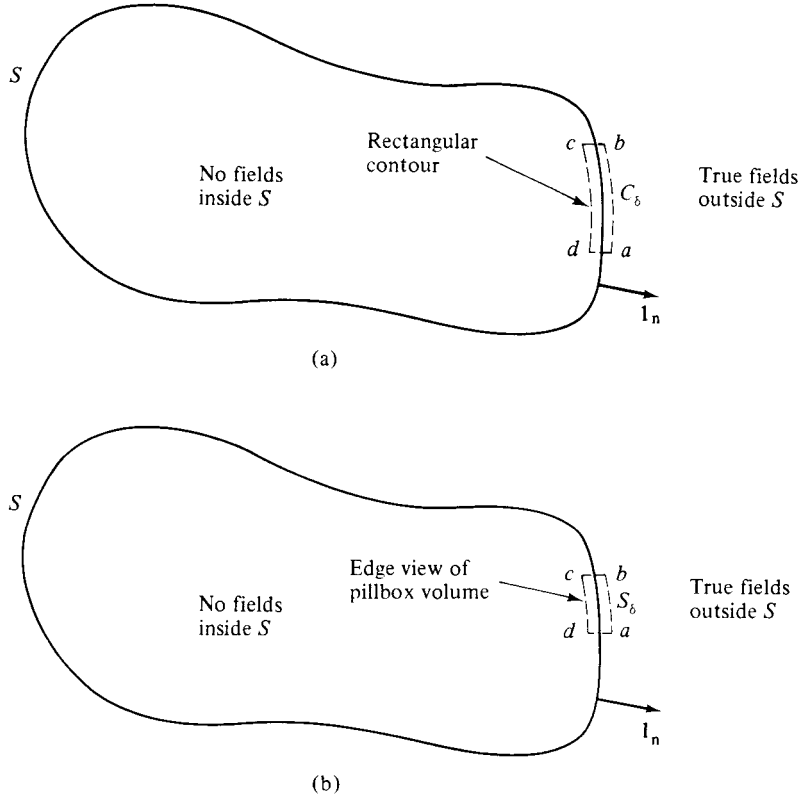 S
Rectangular
contour
c b
No fields
inside S
True fields
outside S
C_δ
d a
1_n
(a)
S
Edge view of
pillbox volume
c b
No fields
inside S
True fields
outside S
S_δ
d a
1_n
(b)